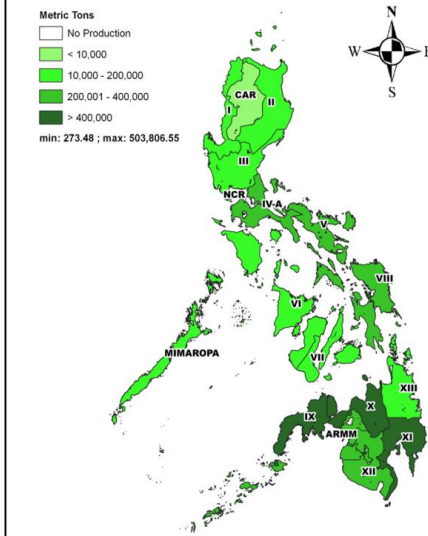 Metric Tons
No Production
< 10,000
10,000 - 200,000
200,001 - 400,000
> 400,000
min: 273.48 ; max: 503,806.55
N
W
E
S
CAR
I
II
III
NCR
IV-A
V
VIII
VI
VII
MIMAROPA
XIII
IX
X
ARMM
XI
XII